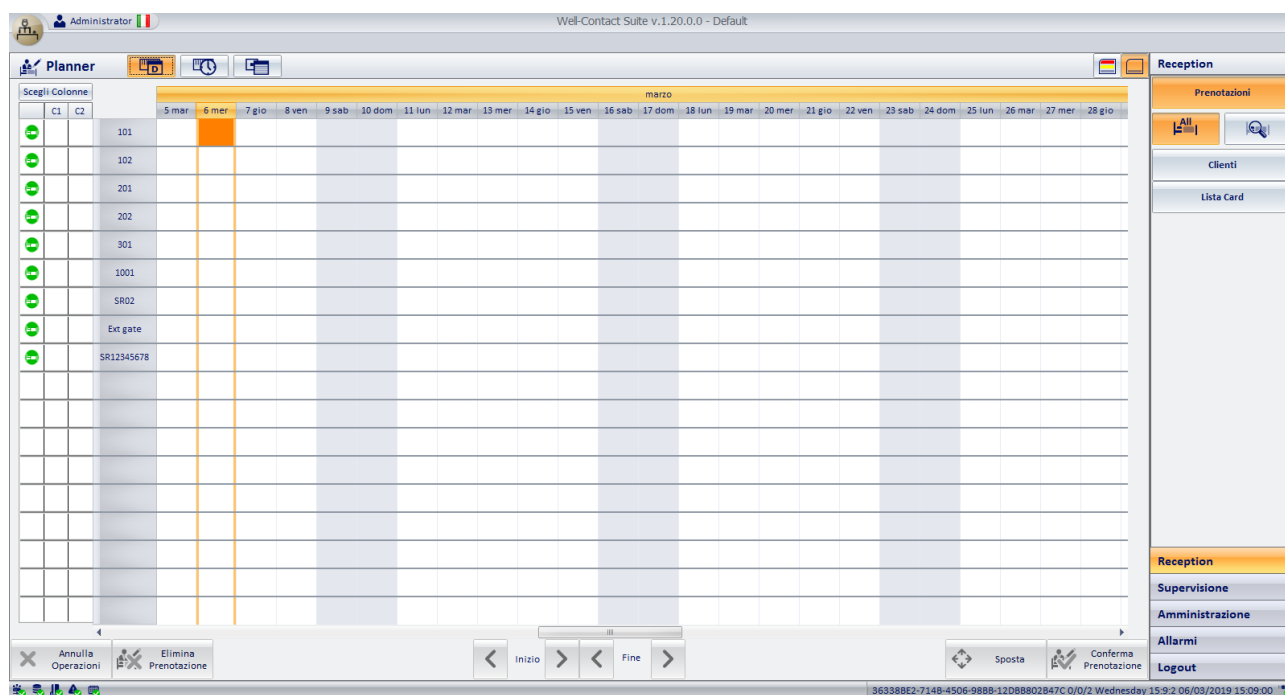 Administrator
Well-Contact Suite v.1.20.0.0 - Default
Planner
D
Reception
Scegli Colonne
marzo
Prenotazioni
C1 C2
5 mar 6 mer 7 gio 8 ven 9 sab 10 dom 11 lun 12 mar 13 mer 14 gio 15 ven 16 sab 17 dom 18 lun 19 mar 20 mer 21 gio 22 ven 23 sab 24 dom 25 lun 26 mar 27 mer 28 gio
All
101
102
201
202
301
1001
SR02
Ext gate
SR12345678
Clienti
Lista Card
Reception
Supervisione
Amministrazione
Allarmi
Logout
Annulla
Operazioni
Elimina
Prenotazione
Inizio
Fine
Sposta
Conferma
Prenotazione
36338BE2-714B-4506-98BB-12DBB802B47C 0/0/2 Wednesday 15:9:2 06/03/2019 15:09:00